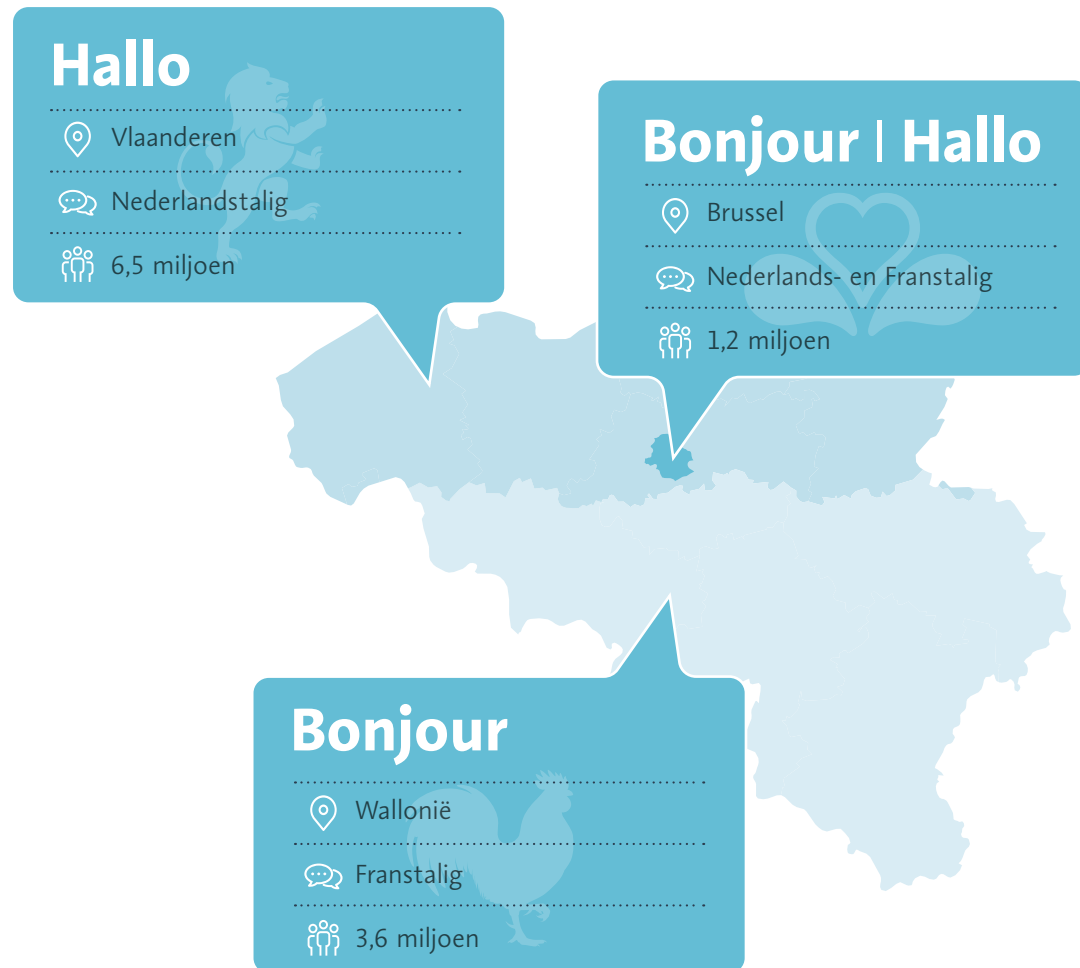 Hallo
Vlaanderen
Nederlandstalig
6,5 miljoen
Bonjour | Hallo
Brussel
Nederlands- en Franstalig
1,2 miljoen
Bonjour
Wallonië
Franstalig
3,6 miljoen